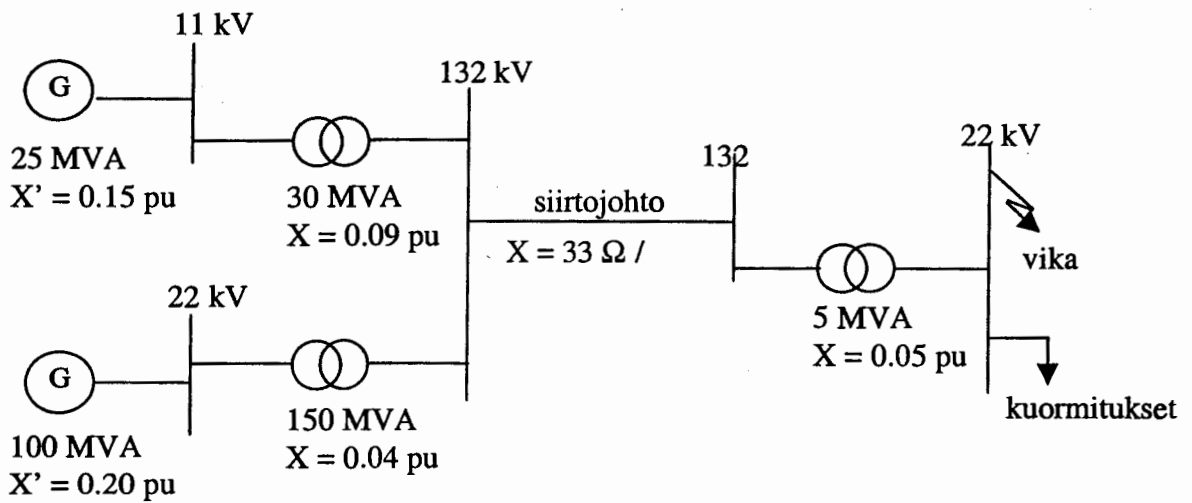 11 kV
G
25 MVA
X' = 0.15 pu
30 MVA
X = 0.09 pu
132 kV
siirtojohto
X = 33 Ω /
132
22 kV
vika
5 MVA
X = 0.05 pu
kuormitukset
22 kV
G
100 MVA
X' = 0.20 pu
150 MVA
X = 0.04 pu